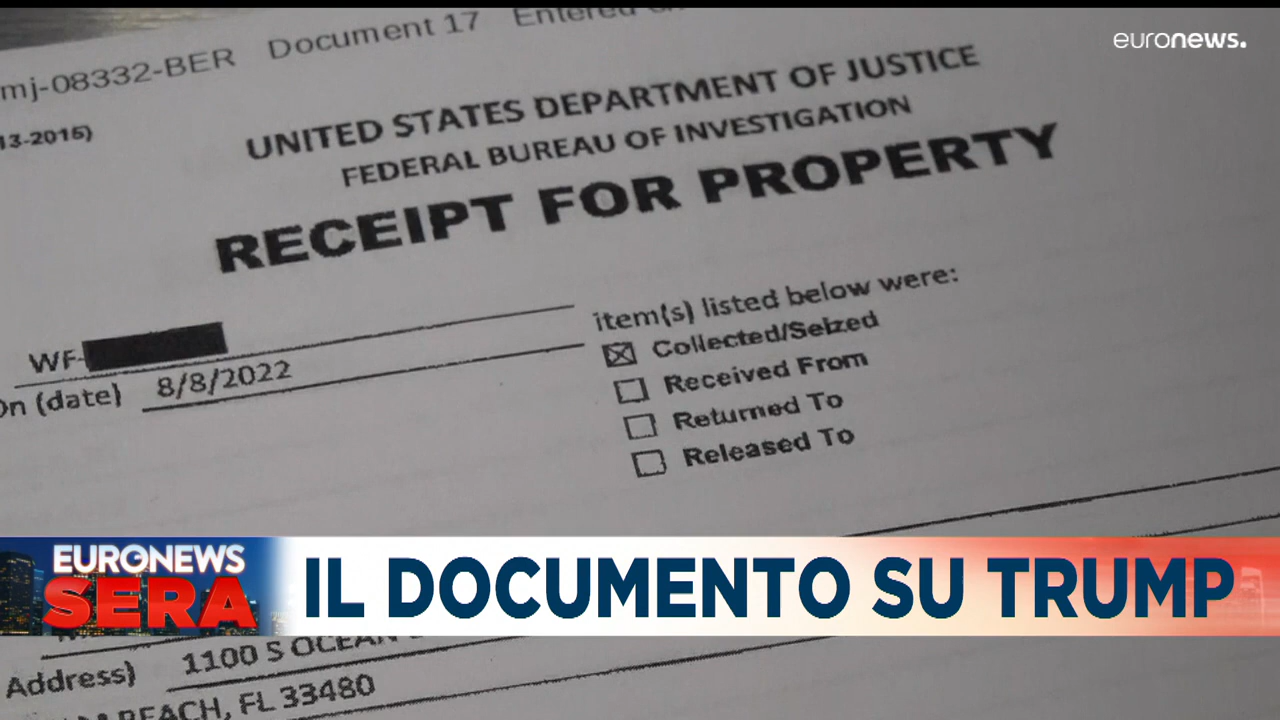 mj-08332-BER Document 17 Entered
euronews.
13-2015)
UNITED STATES DEPARTMENT OF JUSTICE
FEDERAL BUREAU OF INVESTIGATION
RECEIPT FOR PROPERTY
WF-
On (date) 8/8/2022
item(s) listed below were:
Collected/Seized
Received From
Returned To
Released To
EURONEWS
SERA
IL DOCUMENTO SU TRUMP
Address) 1100 S OCEAN
BEACH, FL 33480